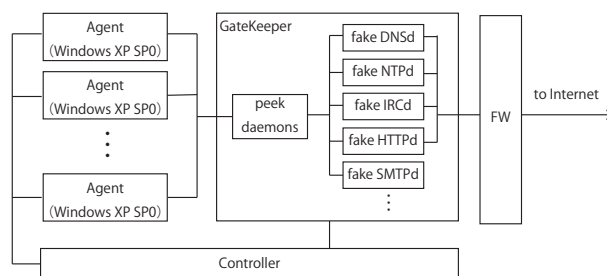 Agent
(Windows XP SP0)
Agent
(Windows XP SP0)
Agent
(Windows XP SP0)
GateKeeper
peek
daemons
fake DNSd
fake NTPd
fake IRCd
fake HTTPd
fake SMTPd
FW
to Internet
Controller